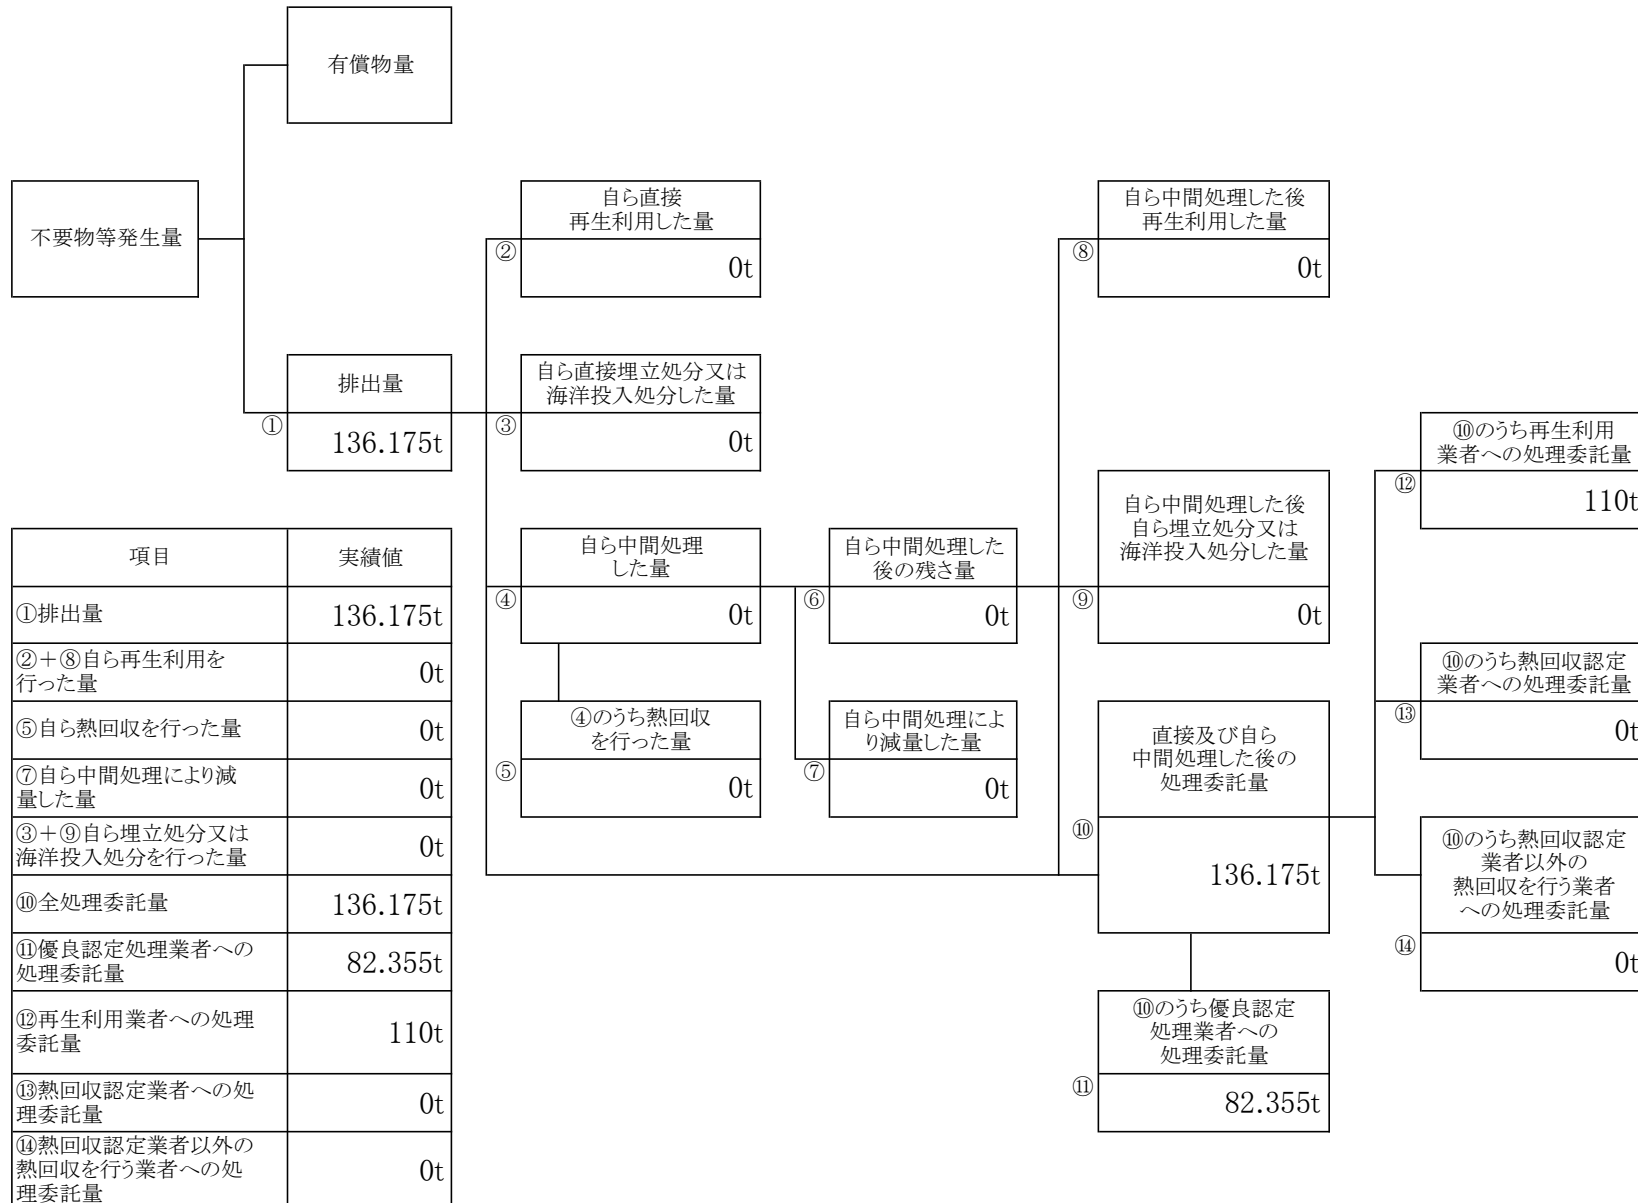 有償物量
不要物等発生量
自ら直接
再生利用した量
②
0t
自ら中間処理した後
再生利用した量
⑧
0t
排出量
①
136.175t
自ら直接埋立処分又は
海洋投入処分した量
③
0t
⑩のうち再生利用
業者への処理委託量
⑫
110t
自ら中間処理
した量
④
0t
自ら中間処理した
後の残さ量
⑥
0t
自ら中間処理した後
自ら埋立処分又は
海洋投入処分した量
⑨
0t
④のうち熱回収
を行った量
⑤
0t
自ら中間処理によ
り減量した量
⑦
0t
直接及び自ら
中間処理した後の
処理委託量
⑩
136.175t
⑩のうち熱回収認定
業者への処理委託量
⑬
0t
⑩のうち熱回収認定
業者以外の
熱回収を行う業者
への処理委託量
⑭
0t
⑩のうち優良認定
処理業者への
処理委託量
⑪
82.355t
項目 実績値
①排出量 136.175t
②+⑧自ら再生利用を
行った量 0t
⑤自ら熱回収を行った量 0t
⑦自ら中間処理により減
量した量 0t
③+⑨自ら埋立処分又は
海洋投入処分を行った量 0t
⑩全処理委託量 136.175t
⑪優良認定処理業者への
処理委託量 82.355t
⑫再生利用業者への処理
委託量 110t
⑬熱回収認定業者への処
理委託量 0t
⑭熱回収認定業者以外の
熱回収を行う業者への処
理委託量 0t